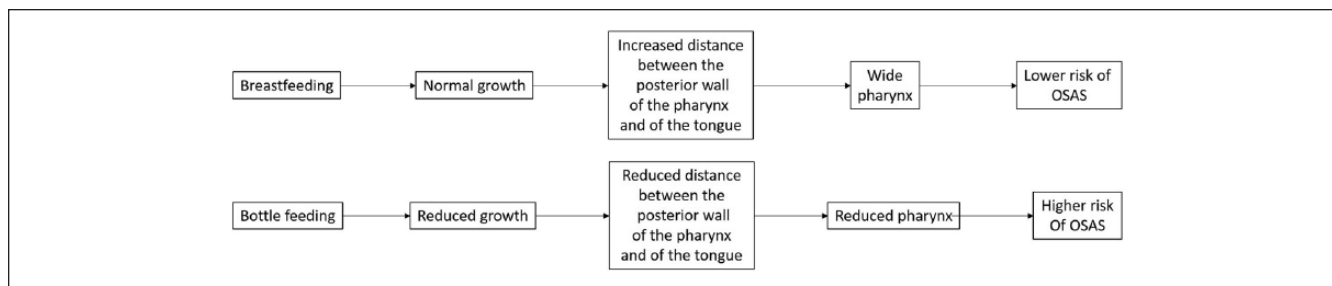 Breastfeeding
Normal growth
Increased distance
between the
posterior wall
of the pharynx
and of the tongue
Wide
pharynx
Lower risk of
OSAS
Bottle feeding
Reduced growth
Reduced distance
between the
posterior wall
of the pharynx
and of the tongue
Reduced pharynx
Higher risk
Of OSAS